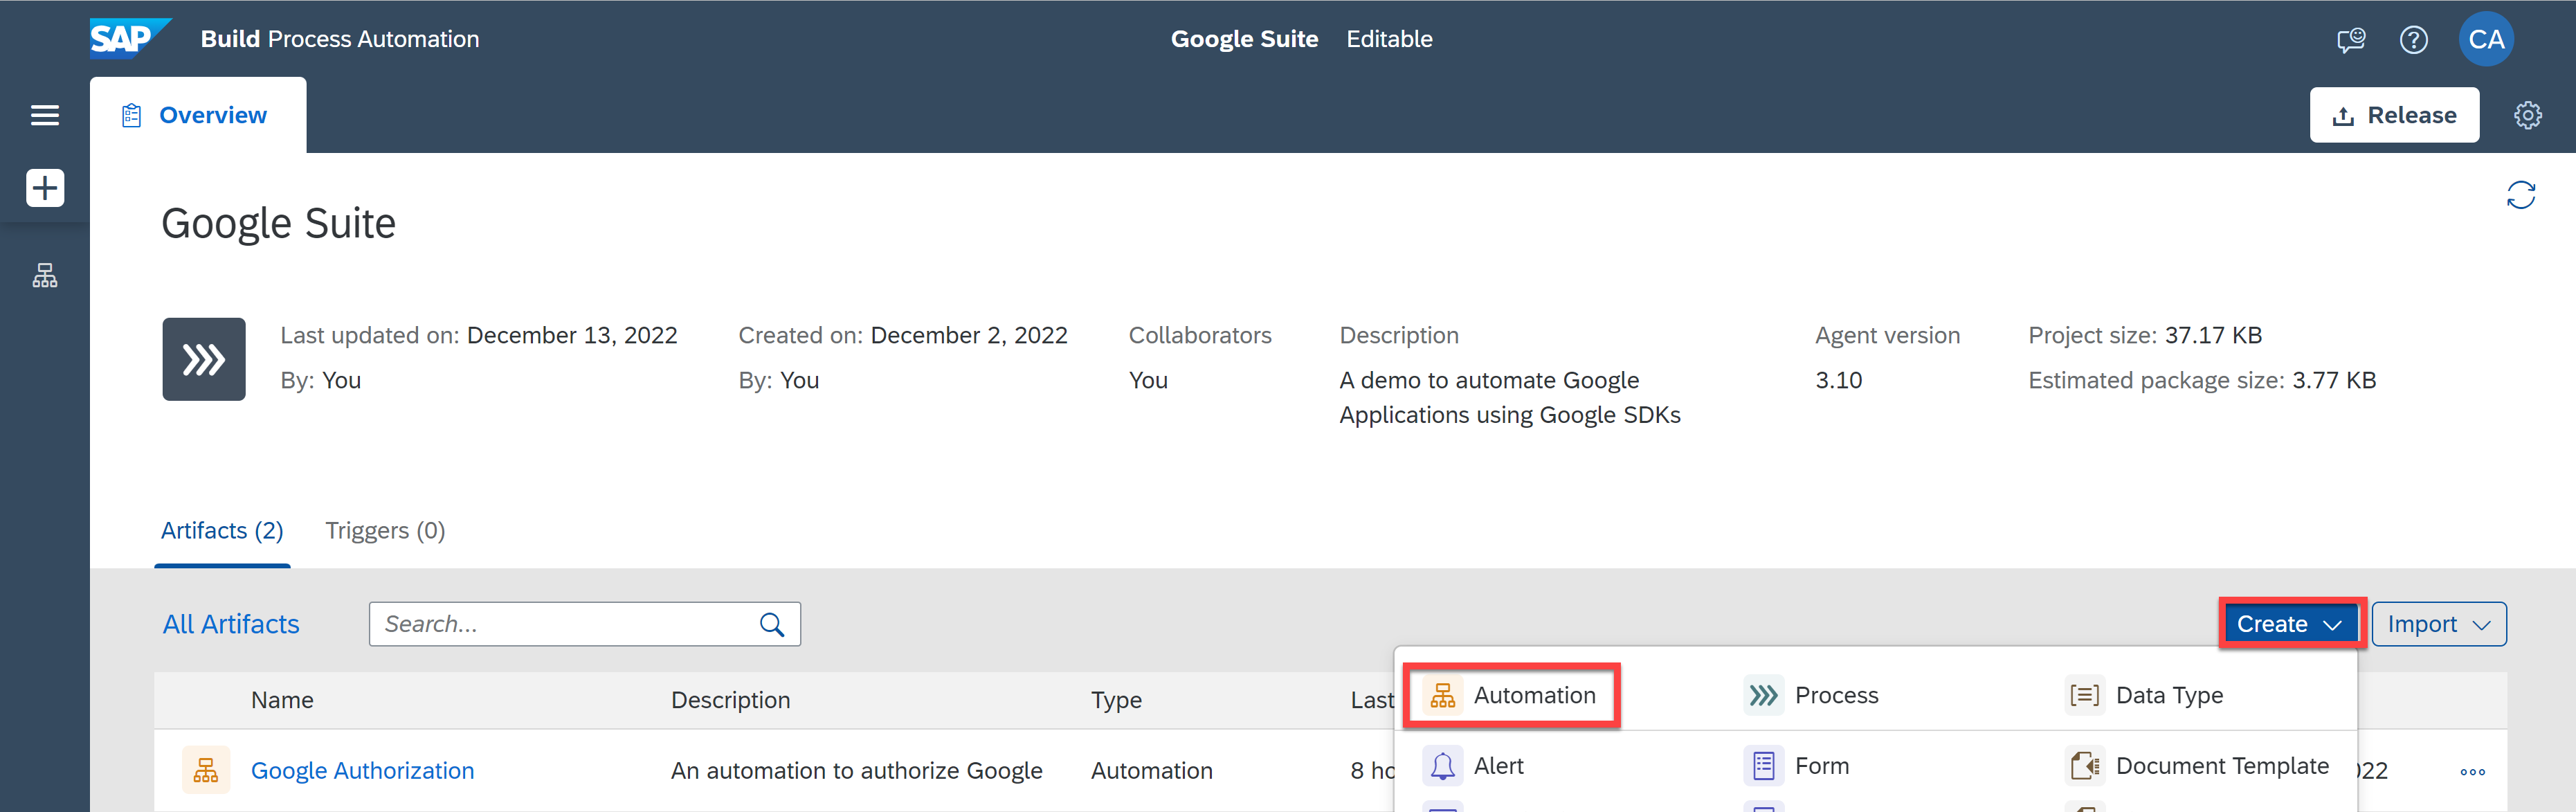 SAP Build Process Automation Google Suite Editable CA
Overview Release
Google Suite
Last updated on: December 13, 2022 Created on: December 2, 2022 Collaborators Description Agent version Project size: 37.17 KB
By: You By: You You A demo to automate Google 3.10 Estimated package size: 3.77 KB
Applications using Google SDKs
Artifacts (2) Triggers (0)
All Artifacts Search... Create Import
Name Description Type Last Automation Process Data Type
Alert Form Document Template
Google Authorization An automation to authorize Google Automation 8